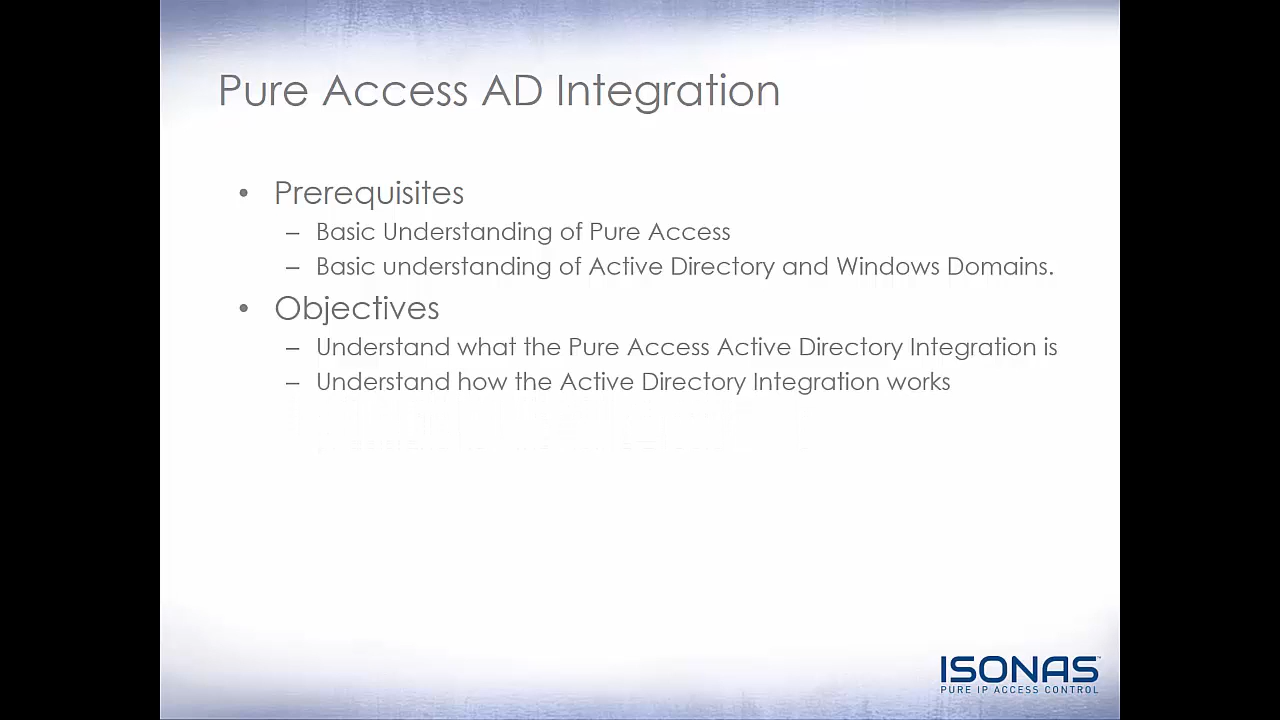 Pure Access AD Integration
• Prerequisites
– Basic Understanding of Pure Access
– Basic understanding of Active Directory and Windows Domains.
• Objectives
– Understand what the Pure Access Active Directory Integration is
– Understand how the Active Directory Integration works
ISONAS™
PURE IP ACCESS CONTROL